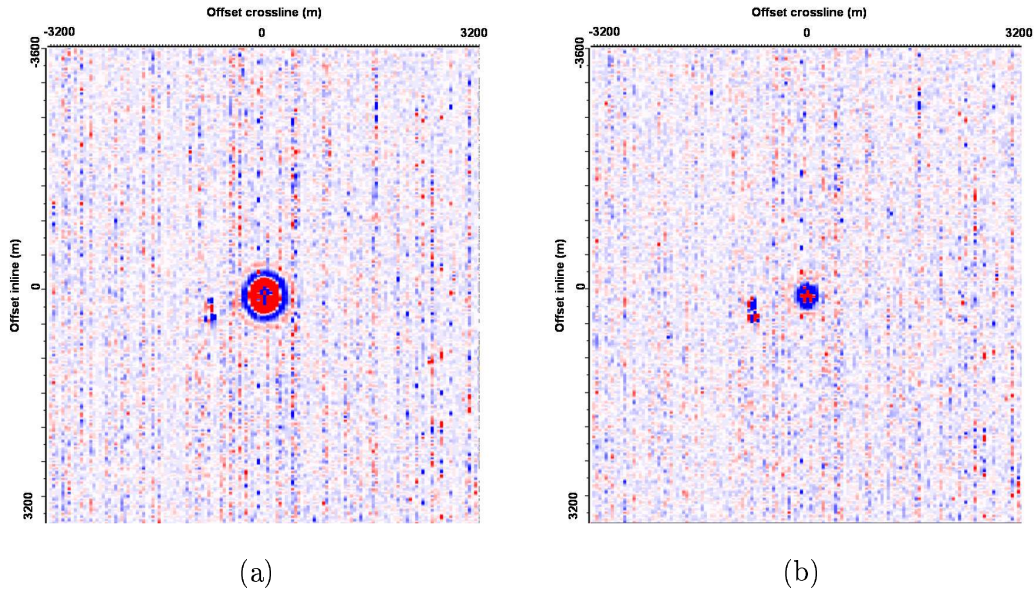 Offset crossline (m)
-3200 0 3200
-3600
0
Offset inline (m)
3200
(a)
Offset crossline (m)
-3200 0 3200
-3600
0
Offset inline (m)
3200
(b)